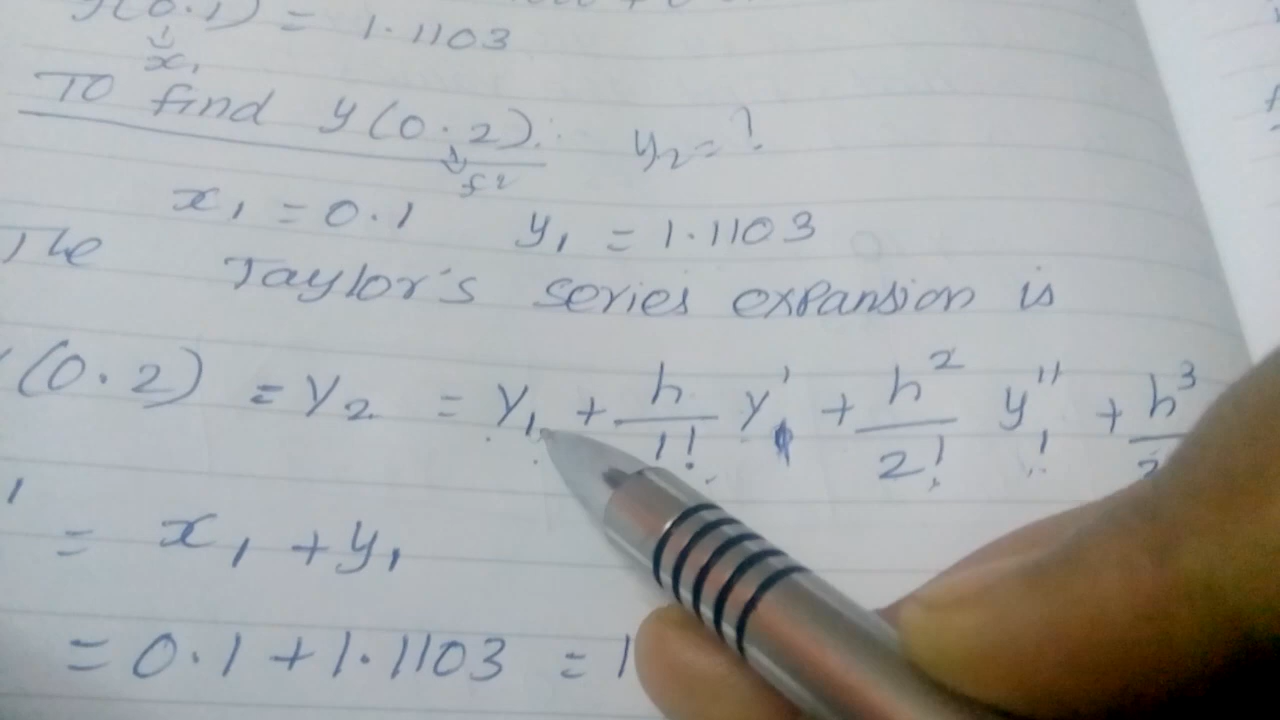 y(0.1) = 1.1103
x₁
To find y(0.2): y₂ = ?
x₁ = 0.1 y₁ = 1.1103
The Taylor's series expansion is
(0.2) = Y₂ = Y₁ + h/1! Y₁' + h²/2! y₁'' + h³
' = x₁ + y₁
= 0.1 + 1.1103 = 1